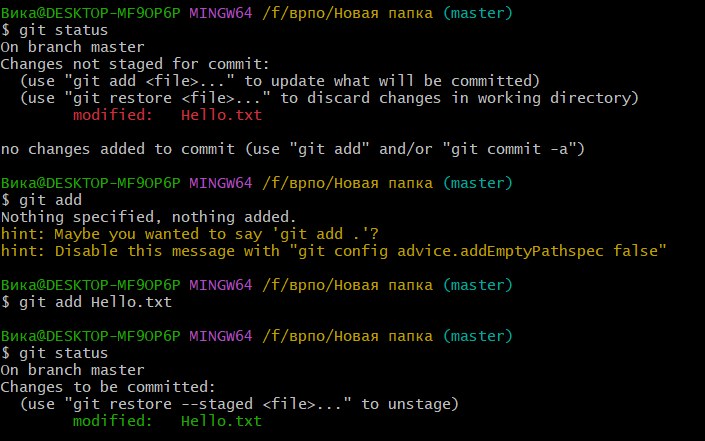 Вика@DESKTOP-MF9OP6P MINGW64 /f/врпо/Новая папка (master)
$ git status
On branch master
Changes not staged for commit:
  (use "git add <file>..." to update what will be committed)
  (use "git restore <file>..." to discard changes in working directory)
        modified:   Hello.txt

no changes added to commit (use "git add" and/or "git commit -a")

Вика@DESKTOP-MF9OP6P MINGW64 /f/врпо/Новая папка (master)
$ git add
Nothing specified, nothing added.
hint: Maybe you wanted to say 'git add .'?
hint: Disable this message with "git config advice.addEmptyPathspec false"

Вика@DESKTOP-MF9OP6P MINGW64 /f/врпо/Новая папка (master)
$ git add Hello.txt

Вика@DESKTOP-MF9OP6P MINGW64 /f/врпо/Новая папка (master)
$ git status
On branch master
Changes to be committed:
  (use "git restore --staged <file>..." to unstage)
        modified:   Hello.txt